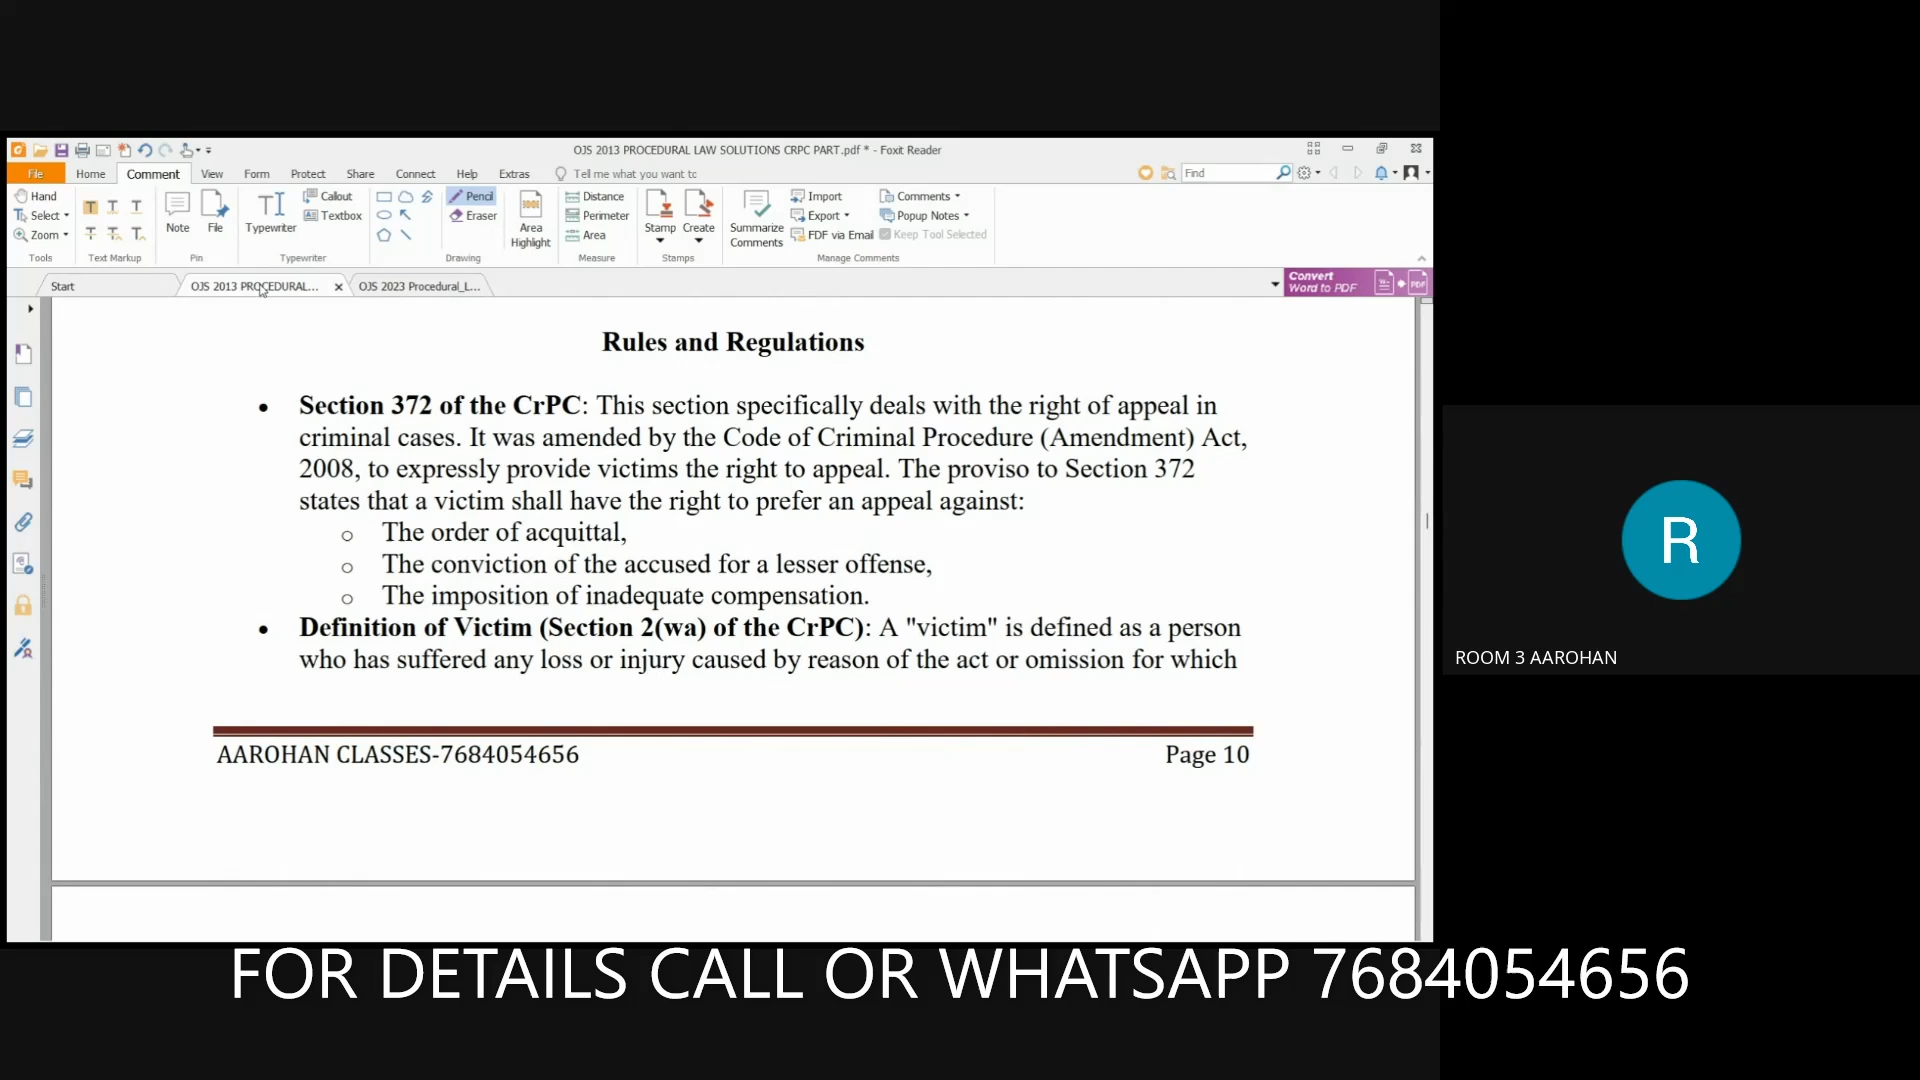 OJS 2013 PROCEDURAL LAW SOLUTIONS CRPC PART.pdf * - Foxit Reader
File Home Comment View Form Protect Share Connect Help Extras Tell me what you want tc Find
Hand
Select
Zoom
Tools
Text Markup
Note File
Pin
Typewriter
Callout
Textbox
Typewriter
Pencil
Eraser
Drawing
Area
Highlight
Distance
Perimeter
Area
Measure
Stamp Create
Stamps
Summarize
Comments
Import
Export
FDF via Email
Comments
Popup Notes
Keep Tool Selected
Manage Comments
Start OJS 2013 PROCEDURAL... OJS 2023 Procedural_L...
Convert
Word to PDF
PDF
Rules and Regulations
• Section 372 of the CrPC: This section specifically deals with the right of appeal in
criminal cases. It was amended by the Code of Criminal Procedure (Amendment) Act,
2008, to expressly provide victims the right to appeal. The proviso to Section 372
states that a victim shall have the right to prefer an appeal against:
o The order of acquittal,
o The conviction of the accused for a lesser offense,
o The imposition of inadequate compensation.
• Definition of Victim (Section 2(wa) of the CrPC): A "victim" is defined as a person
who has suffered any loss or injury caused by reason of the act or omission for which
AAROHAN CLASSES-7684054656 Page 10
R
ROOM 3 AAROHAN
FOR DETAILS CALL OR WHATSAPP 7684054656